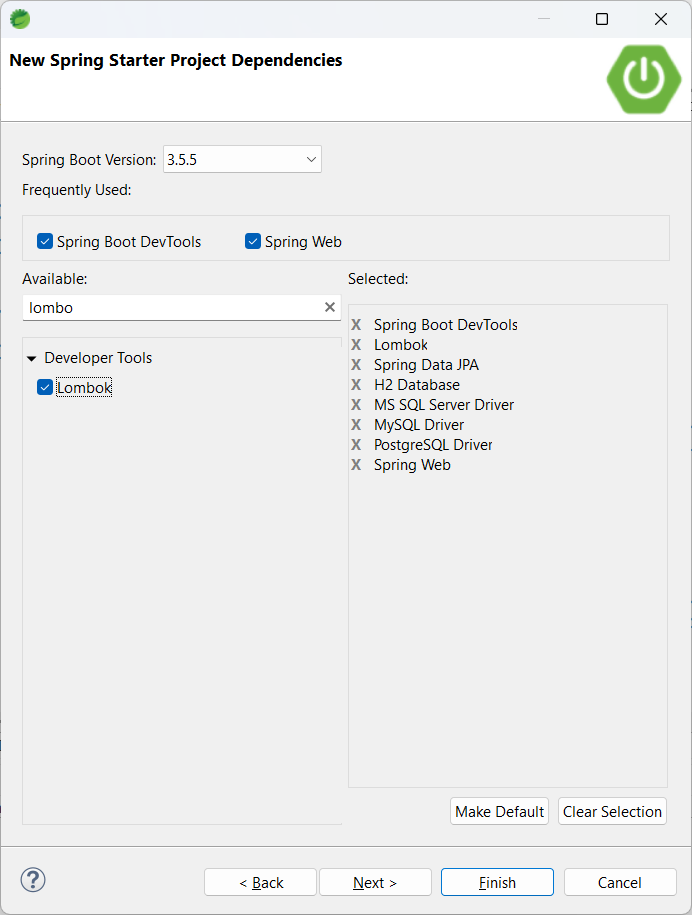 New Spring Starter Project Dependencies
Spring Boot Version: 3.5.5
Frequently Used:
Spring Boot DevTools Spring Web
Available:
lombo
Developer Tools
Lombok
Selected:
X Spring Boot DevTools
X Lombok
X Spring Data JPA
X H2 Database
X MS SQL Server Driver
X MySQL Driver
X PostgreSQL Driver
X Spring Web
Make Default Clear Selection
? < Back Next > Finish Cancel